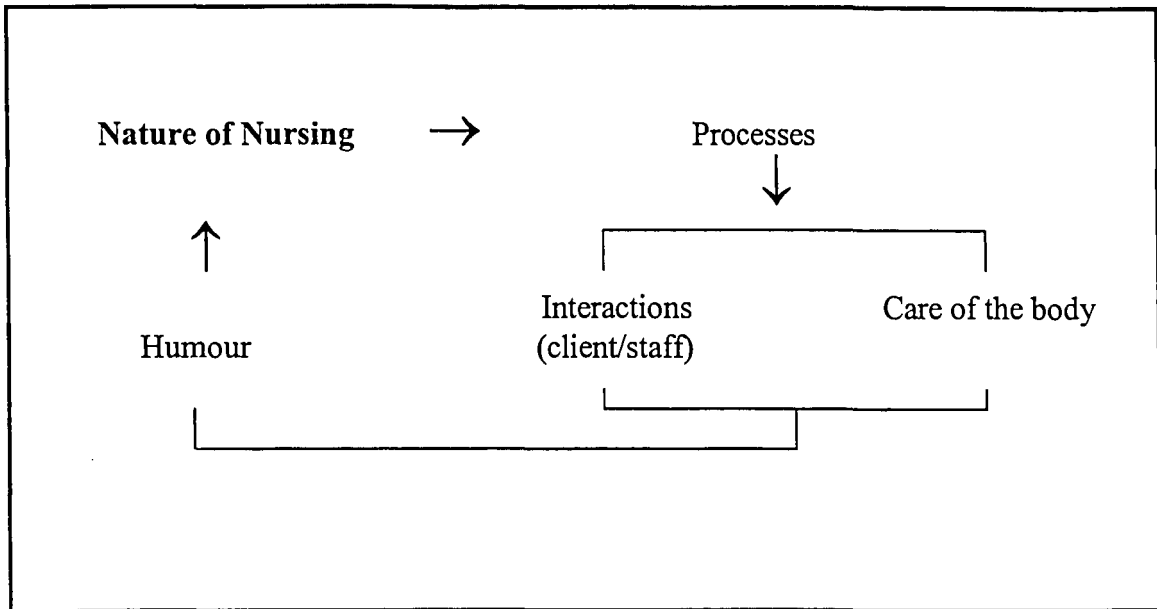 Nature of Nursing → Processes
↓
↑
Interactions
(client/staff)
Care of the body
Humour